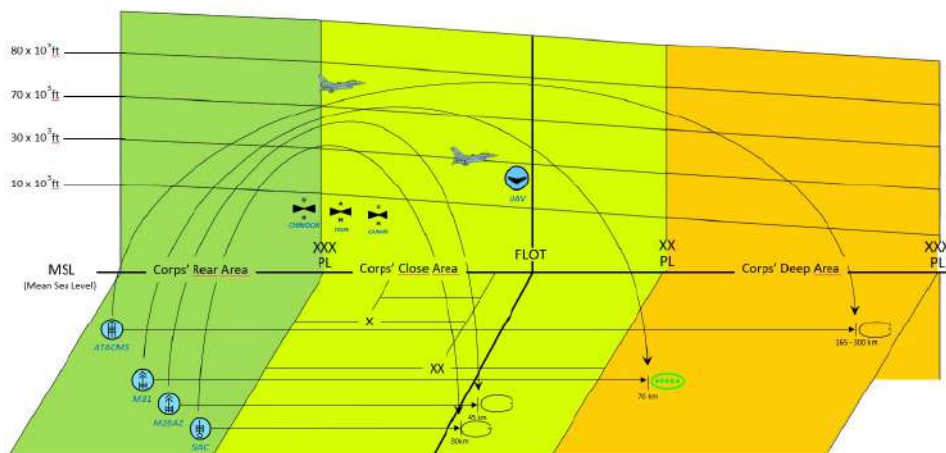 80 x 10³ft
70 x 10³ft
30 x 10³ft
10 x 10³ft
CHINOOK
UAV
XXX
PL
FLOT
XX
PL
XXX
PL
MSL
(Mean Sea Level)
Corps' Rear Area
Corps' Close Area
Corps' Deep Area
X
ATACMS
165 - 300 km
XX
M31
70 km
M26A2
45 km
UAC
30km